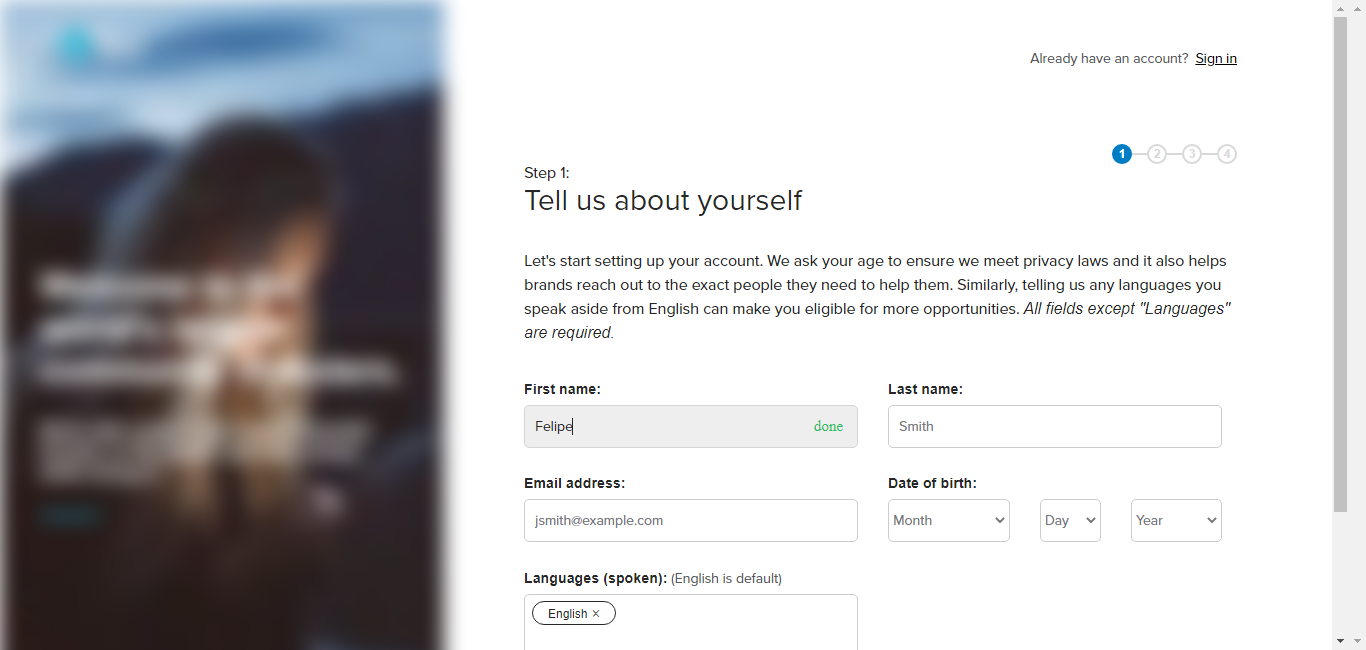 Already have an account? Sign in
1 2 3 4
Step 1:
Tell us about yourself
Let's start setting up your account. We ask your age to ensure we meet privacy laws and it also helps
brands reach out to the exact people they need to help them. Similarly, telling us any languages you
speak aside from English can make you eligible for more opportunities. All fields except "Languages"
are required.
First name: Last name:
Felipe done Smith
Email address: Date of birth:
jsmith@example.com Month Day Year
Languages (spoken): (English is default)
English ×